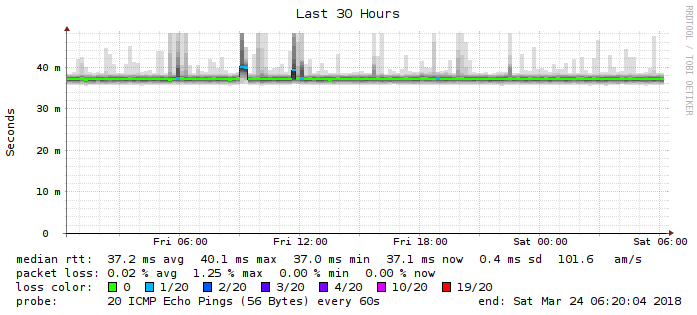 Last 30 Hours
RRDTOOL / TOBI OETIKER
Seconds
40 m
30 m
20 m
10 m
0
Fri 06:00 Fri 12:00 Fri 18:00 Sat 00:00 Sat 06:00
median rtt: 37.2 ms avg 40.1 ms max 37.0 ms min 37.1 ms now 0.4 ms sd 101.6 am/s
packet loss: 0.02 % avg 1.25 % max 0.00 % min 0.00 % now
loss color: 0 1/20 2/20 3/20 4/20 10/20 19/20
probe: 20 ICMP Echo Pings (56 Bytes) every 60s end: Sat Mar 24 06:20:04 2018